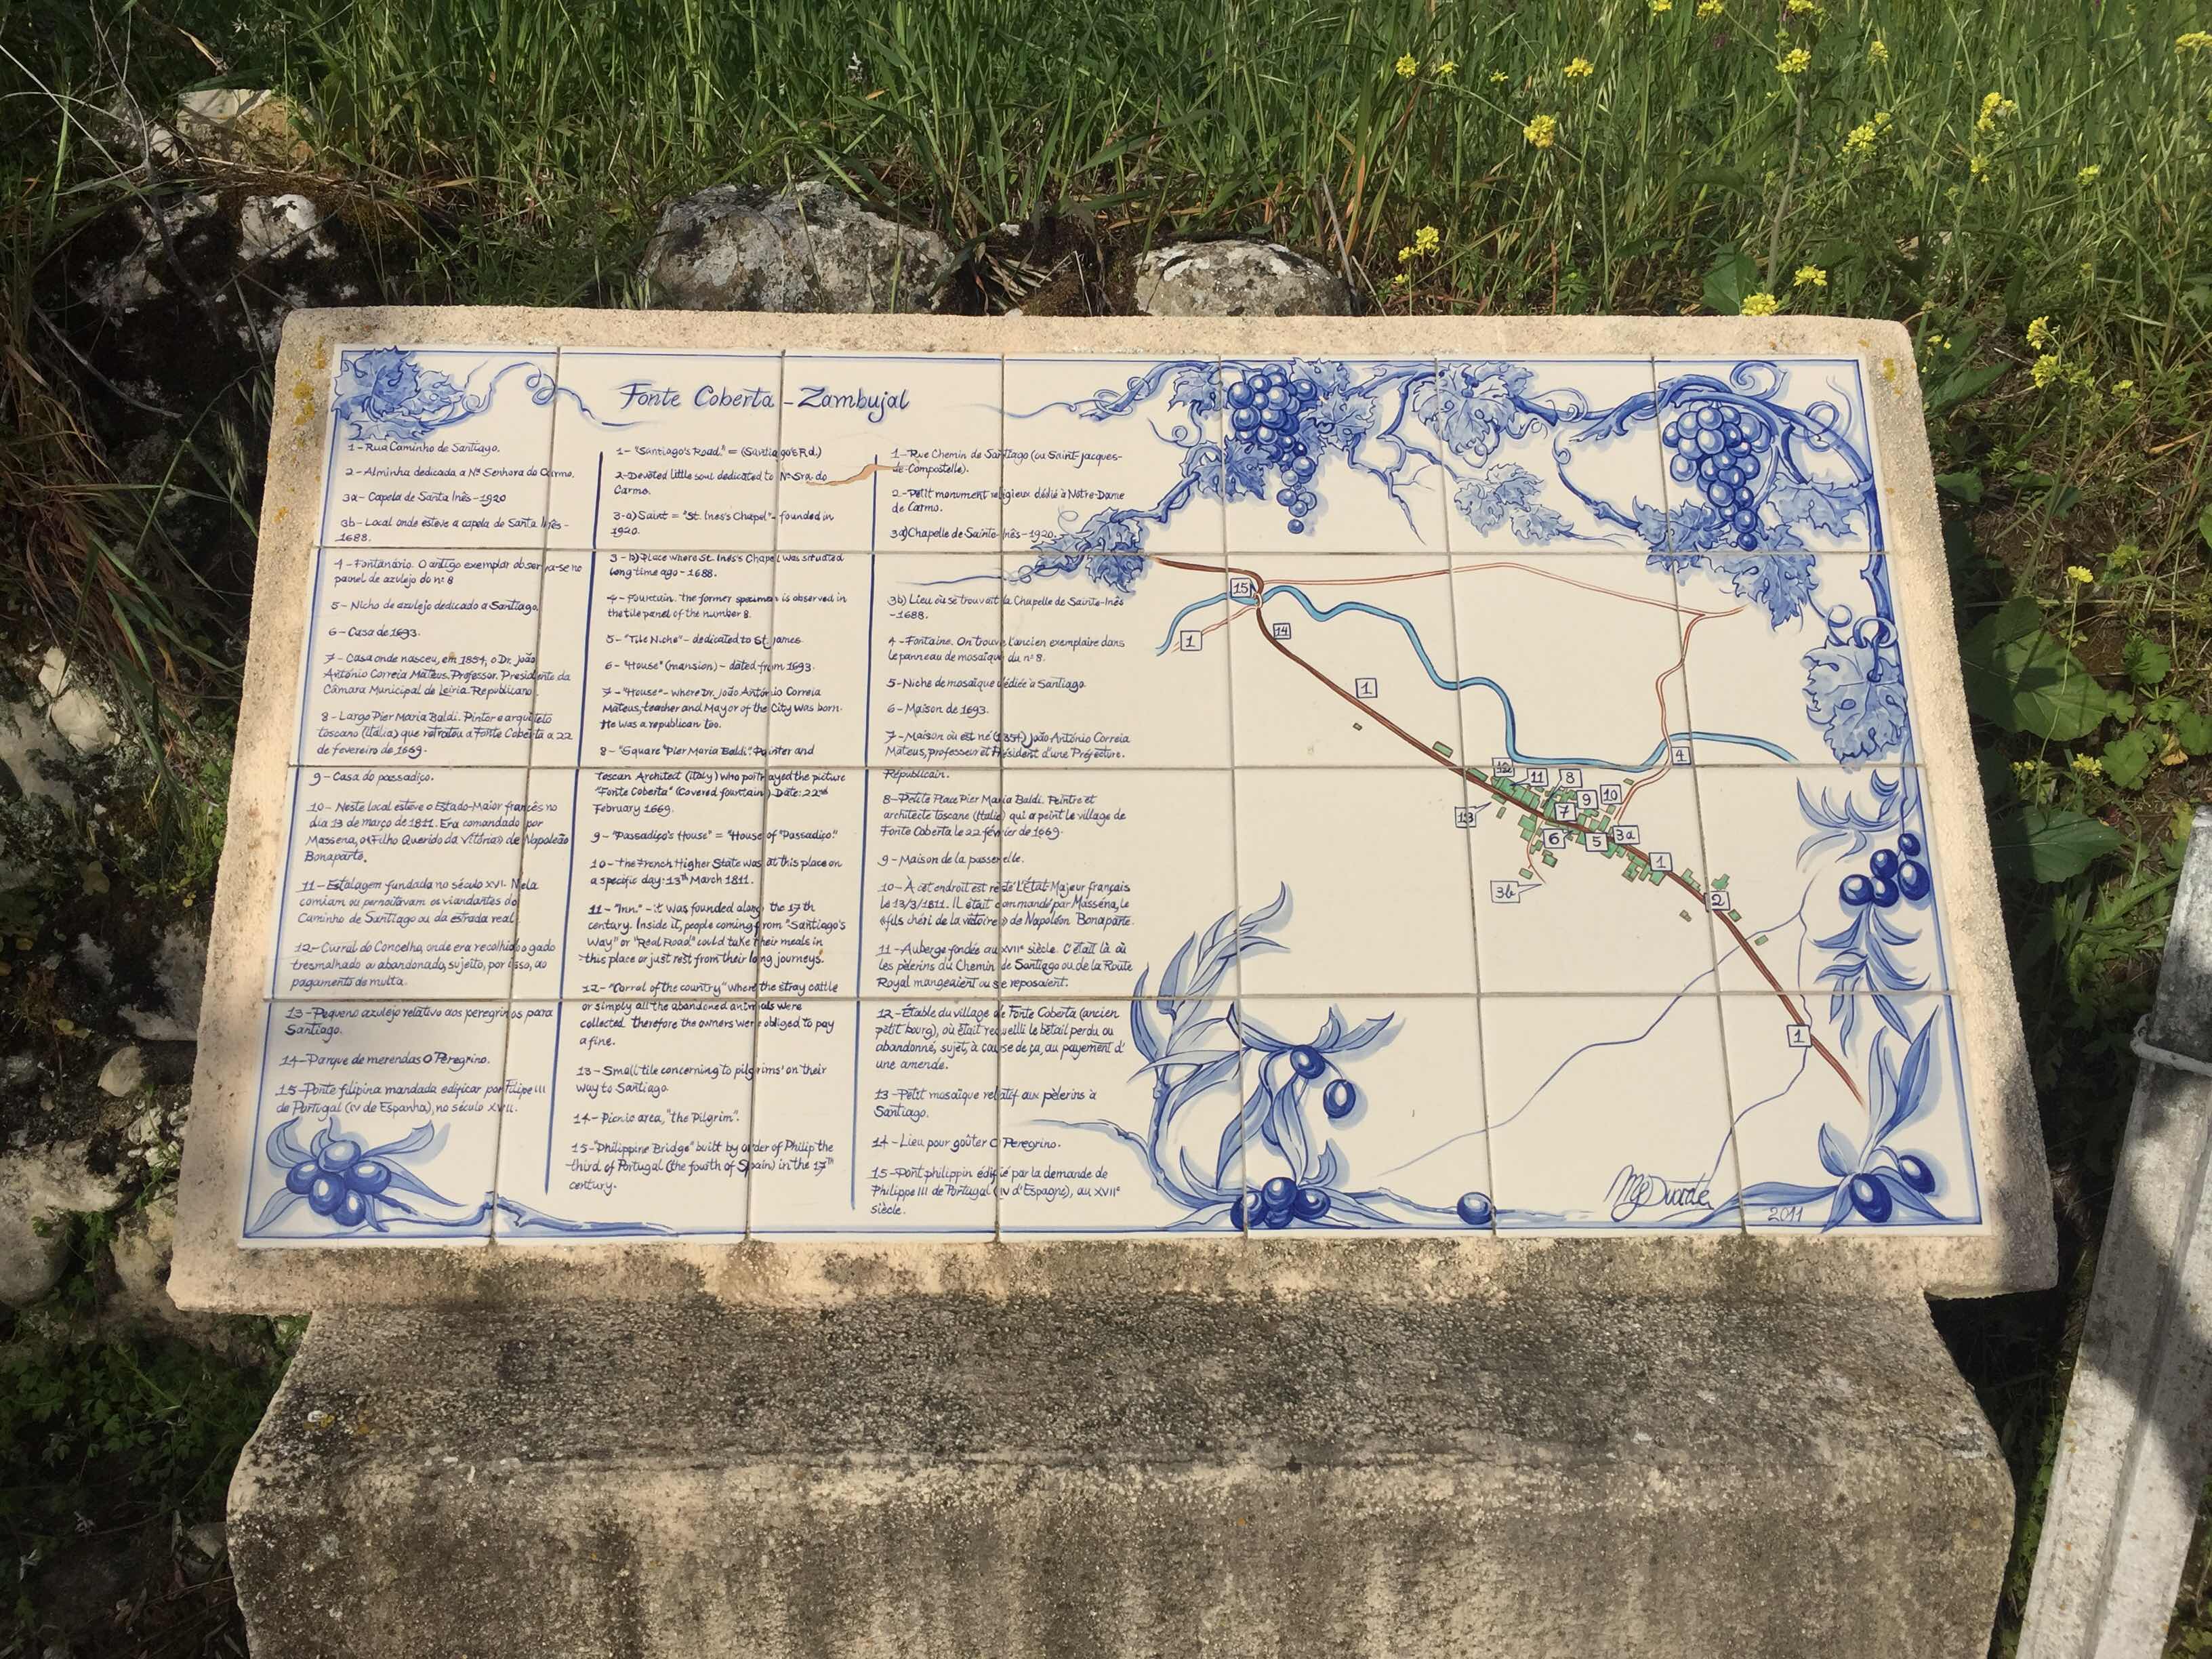 Fonte Coberta - Zambujal
1 - Rua Caminho de Santiago.
2 - Alminha dedicada a Nª Senhora do Carmo.
3a - Capela de Santa Inês - 1920
3b - Local onde esteve a capela de Santa Inês -
1688.
4 - Fontanário. O antigo exemplar observa-se no
painel de azulejo do nº 8
5 - Nicho de azulejo dedicado a Santiago.
6 - Casa de 1693.
7 - Casa onde nasceu, em 1854, o Dr. João
António Correia Mateus. Professor. Presidente da
Câmara Municipal de Leiria. Republicano.
8 - Largo Pier Maria Baldi. Pintor e arquiteto
toscano (Itália) que retratou a Fonte Coberta a 22
de fevereiro de 1669.
9 - Casa do passadiço.
10 - Neste local esteve o Estado-Maior francês no
dia 13 de março de 1811. Era comandado por
Massena, o «Filho Querido da Vitória» de Napoleão
Bonaparte.
11 - Estalagem fundada no século XVI. Nela
comiam ou pernoitavam os viandantes do
Caminho de Santiago ou da estrada real.
12 - Curral do Concelho, onde era recolhido o gado
tresmalhado ou abandonado, sujeito, por isso, ao
pagamento de multa.
13 - Pequeno azulejo relativo aos peregrinos para
Santiago.
14 - Parque de merendas O Peregrino.
15 - Ponte filipina mandada edificar por Filipe III
de Portugal (IV de Espanha), no século XVII.
1 - "Santiago's Road." = (Santiago's Rd.)
2 - Devoted little soul dedicated to Nª Srª do
Carmo.
3 - a) Saint = "St. Ines's Chapel" - founded in
1920.
3 - b) Place where St. Inês's Chapel was situated
long time ago - 1688.
4 - Fountain. The former specimen is observed in
the tile panel of the number 8.
5 - "Tile Niche" - dedicated to St. James.
6 - "House" (mansion) - dated from 1693.
7 - "House" - where Dr. João António Correia
Mateus, teacher and Mayor of the City was born.
He was a republican too.
8 - "Square "Pier Maria Baldi". Painter and
Toscan Architect (Italy) who portrayed the picture
"Fonte Coberta" (Covered fountain) Date: 22nd
February 1669.
9 - "Passadiço's House" = "House of "Passadiço".
10 - The French Higher State was at this place on
a specific day: 13th March 1811.
11 - "Inn." - it was founded along the 17th
century. Inside it, people coming from "Santiago's
Way" or "Real Road" could take their meals in
this place or just rest from their long journeys.
12 - "Corral of the country" where the stray cattle
or simply all the abandoned animals were
collected. therefore the owners were obliged to pay
a fine.
13 - Small tile concerning to pilgrims' on their
way to Santiago.
14 - Picnic area, "the Pilgrim".
15 - "Philippine Bridge" built by order of Philip the
third of Portugal (the fourth of Spain) in the 17th
century.
1 - Rue Chemin de Santiago (ou Saint-Jacques-
de-Compostelle).
2 - Petit monument religieux dédié à Nôtre-Dame
de Carmo.
3a) Chapelle de Sainte-Inês - 1920.
3b) Lieu où se trouvait la Chapelle de Sainte-Inês
- 1688.
4 - Fontaine. On trouve l'ancien exemplaire dans
le panneau de mosaïque du nº 8.
5 - Niche de mosaïque dédiée à Santiago.
6 - Maison de 1693.
7 - Maison où est né (1854) João António Correia
Mateus, professeur et Président d'une Préfecture.
Républicain.
8 - Petite Place Pier Maria Baldi. Peintre et
architecte Toscane (Italie) qui a peint le village de
Fonte Coberta le 22 février de 1669.
9 - Maison de la passerelle.
10 - À cet endroit est resté L'État-Majeur français
le 13/3/1811. Il était commandé par Masséna, le
«fils chéri de la victoire» de Napoléon Bonaparte.
11 - Auberge fondée au XVIIe siècle. C'était là où
les pèlerins du Chemin de Santiago ou de la Route
Royal mangeaient ou se reposaient.
12 - Étable du village de Fonte Coberta (ancien
petit bourg), où était recueilli le bétail perdu ou
abandonné, sujet, à cause de ça, au payement d'
une amende.
13 - Petit mosaïque relatif aux pèlerins à
Santiago.
14 - Lieu pour goûter O Peregrino.
15 - Pont philippin édifié par la demande de
Philippe III de Portugal (IV d'Espagne), au XVIIe
siècle.
15
1
14
1
4
12
11
8
9
10
13
7
6
5
3a
1
3b
2
1
Duarte
2011